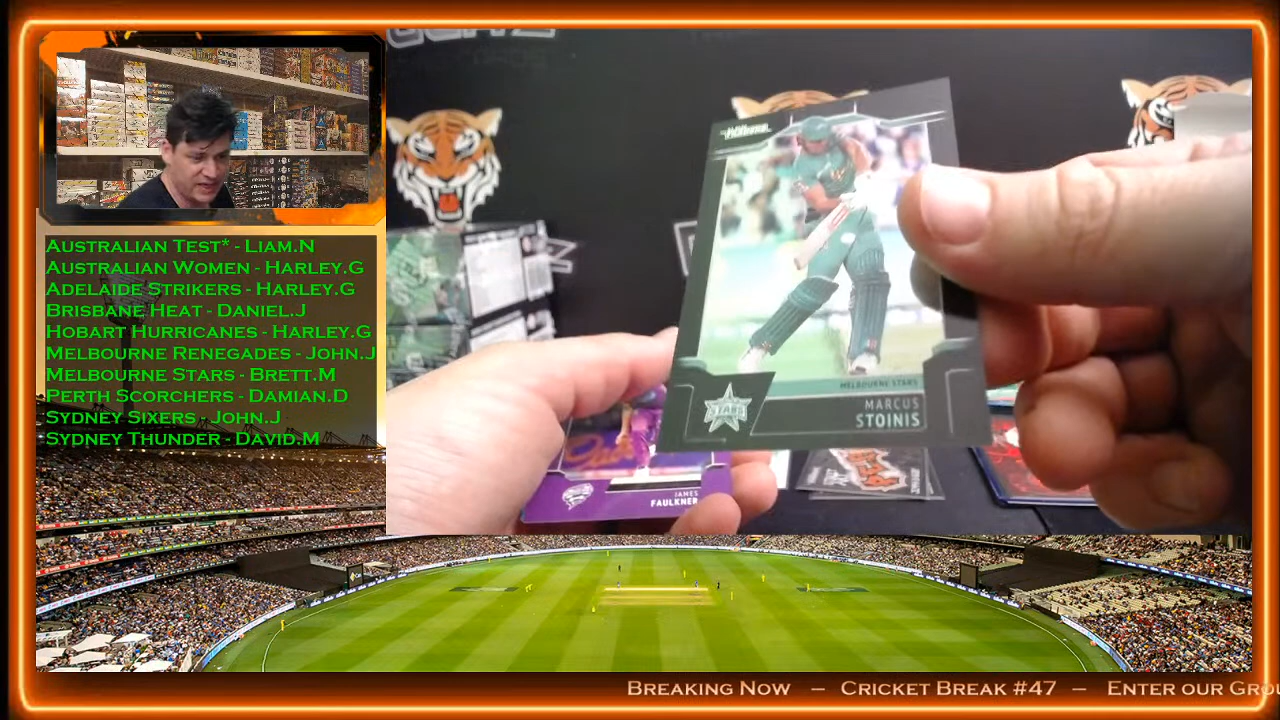 AUSTRALIAN TEST* - LIAM.N
AUSTRALIAN WOMEN - HARLEY.G
ADELAIDE STRIKERS - HARLEY.G
BRISBANE HEAT - DANIEL.J
HOBART HURRICANES - HARLEY.G
MELBOURNE RENEGADES - JOHN.J
MELBOURNE STARS - BRETT.M
PERTH SCORCHERS - DAMIAN.D
SYDNEY SIXERS - JOHN.J
SYDNEY THUNDER - DAVID.M
MELBOURNE STARS
STARS
MARCUS
STOINIS
JAMES
FAULKNER
BREAKING NOW – CRICKET BREAK #47 – ENTER OUR